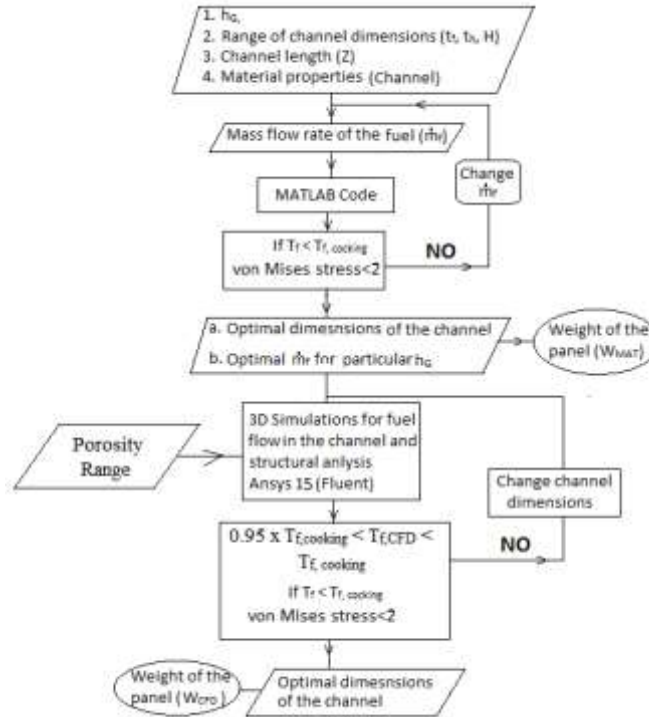 1. hG,
2. Range of channel dimensions (tf, th, H)
3. Channel length (Z)
4. Material properties (Channel)
Mass flow rate of the fuel (ṁf)
Change
ṁf
MATLAB Code
If Tf < Tf, cocking
von Mises stress<2
NO
a. Optimal dimesnsions of the channel
b. Optimal ṁf for particular hG
Weight of the
panel (WMAT)
Porosity
Range
3D Simulations for fuel
flow in the channel and
structural anlysis
Ansys 15 (Fluent)
Change channel
dimensions
0.95 x Tf,cooking < Tf,CFD <
Tf, cooking
If Tf < Tf, cocking
von Mises stress<2
NO
Weight of the
panel (WCFD)
Optimal dimesnsions
of the channel